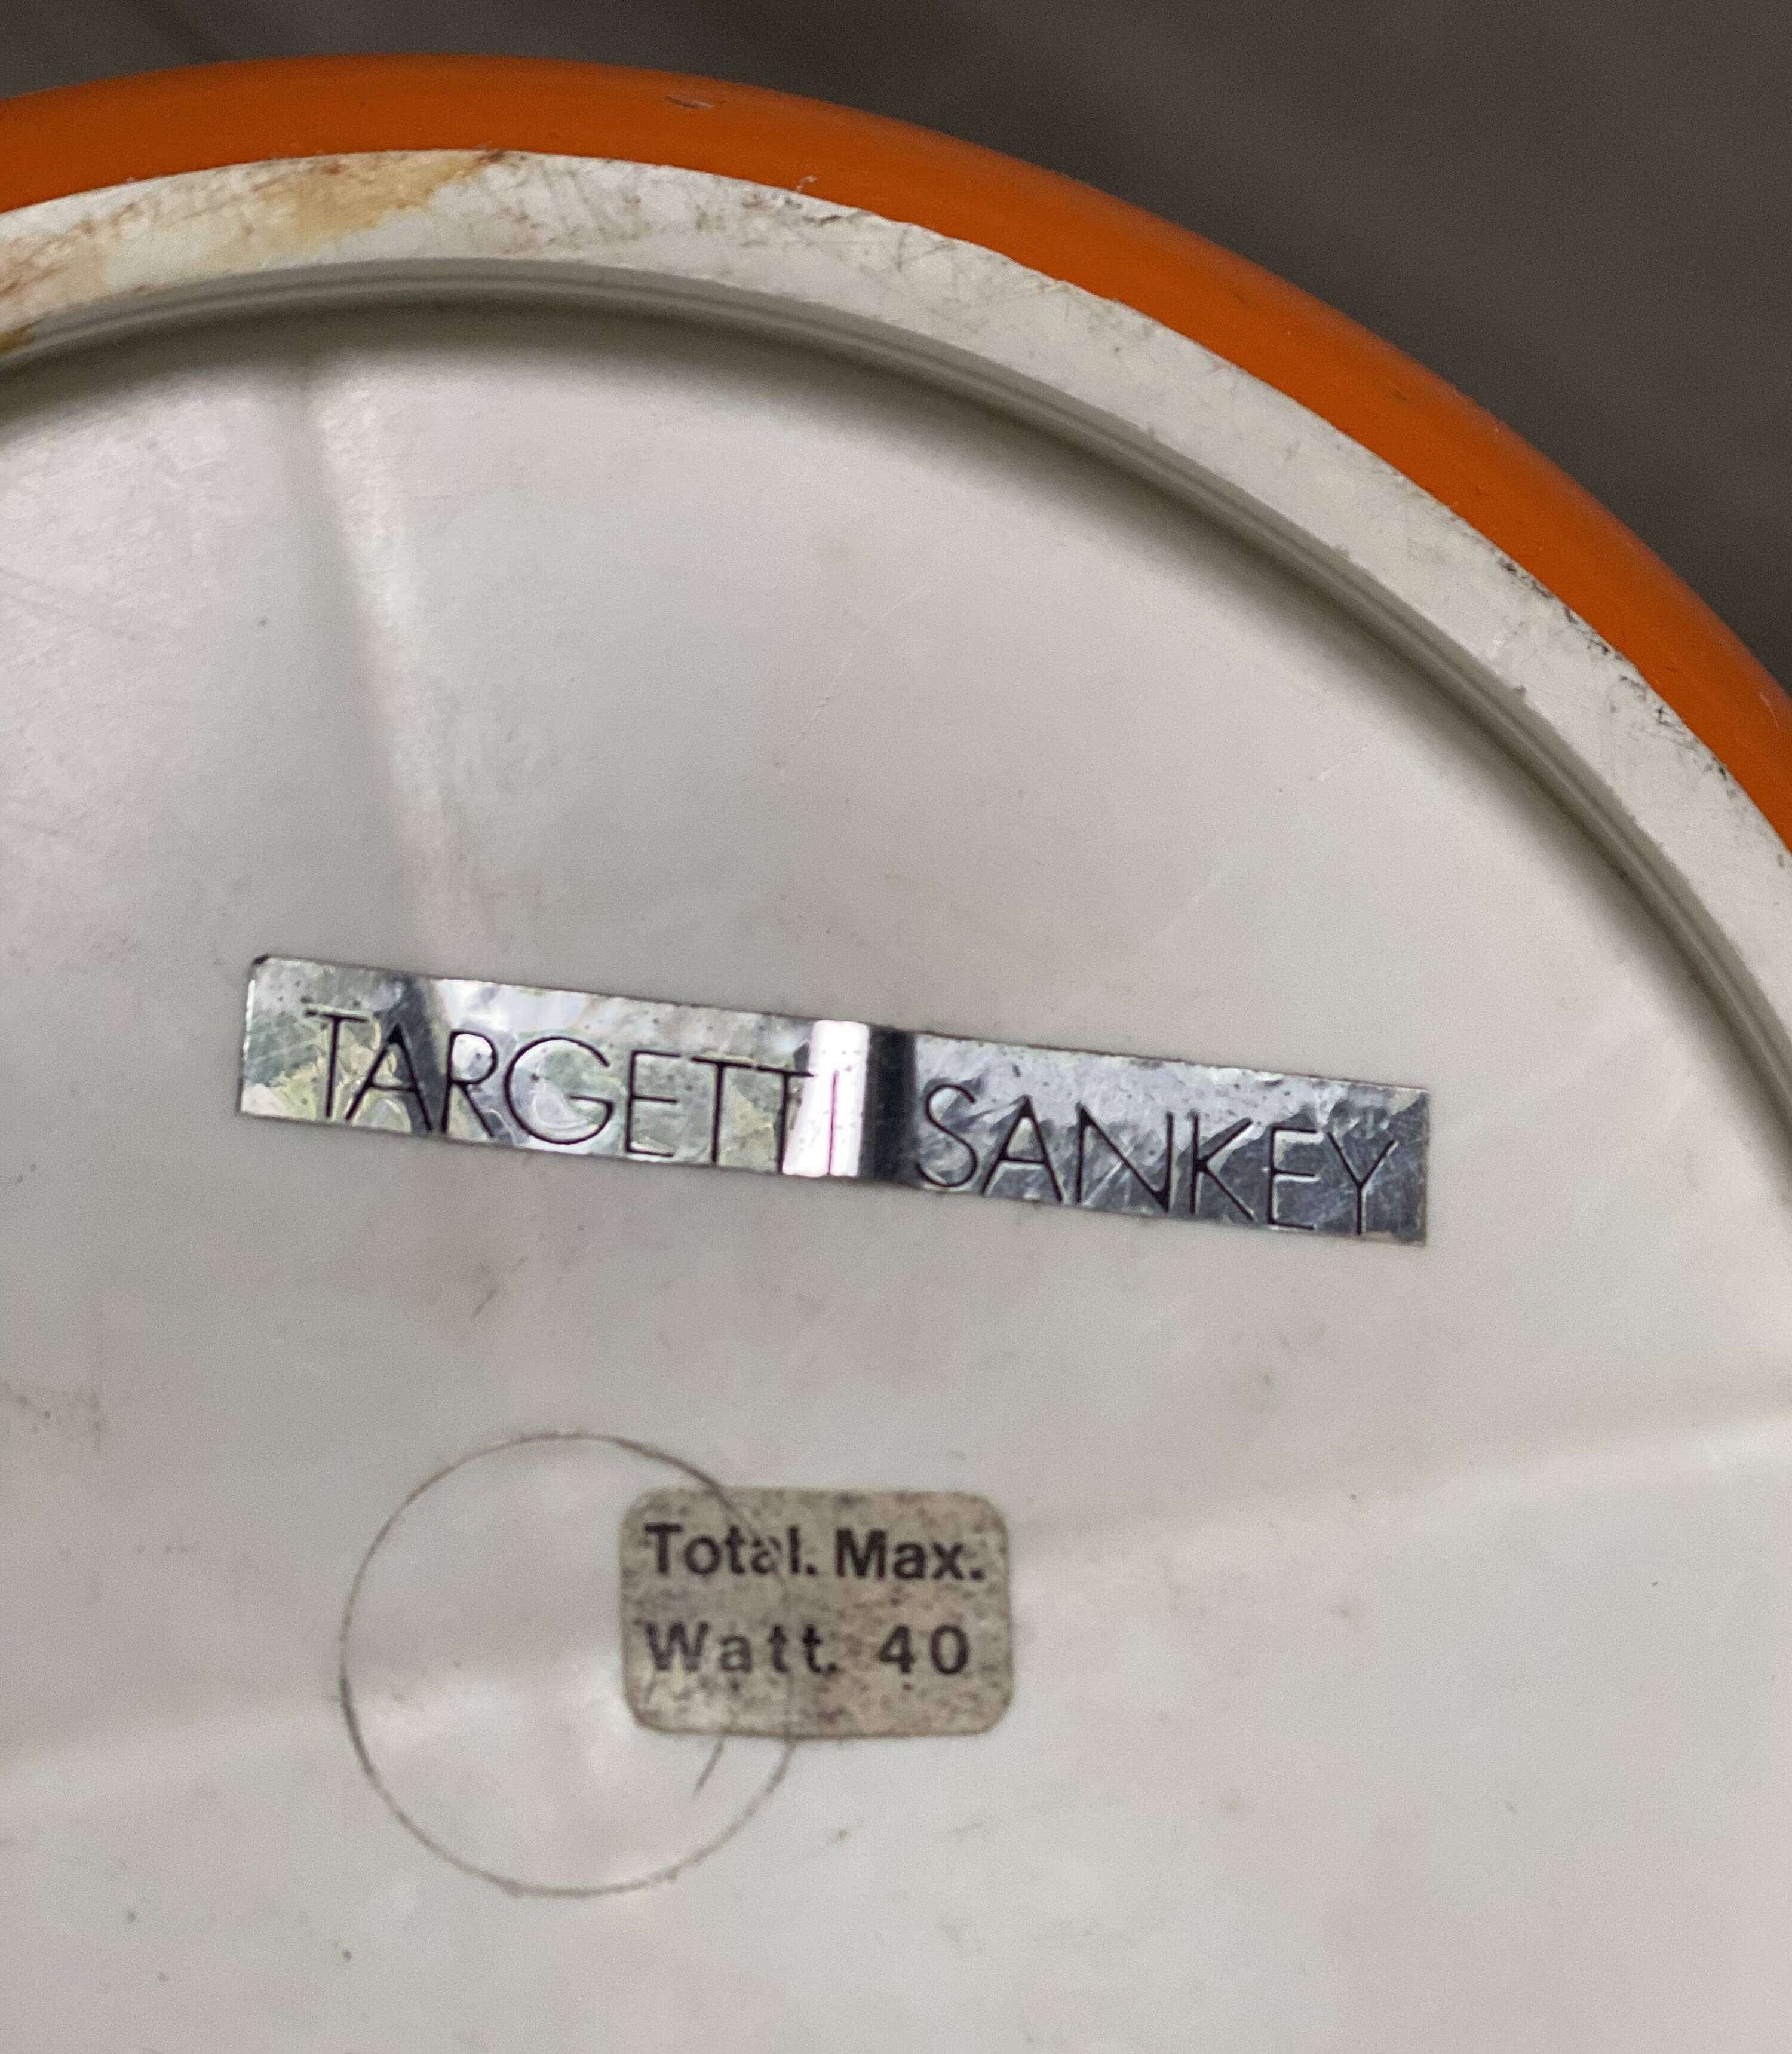 TARGETTI SANKEY
Total. Max.
Watt. 40